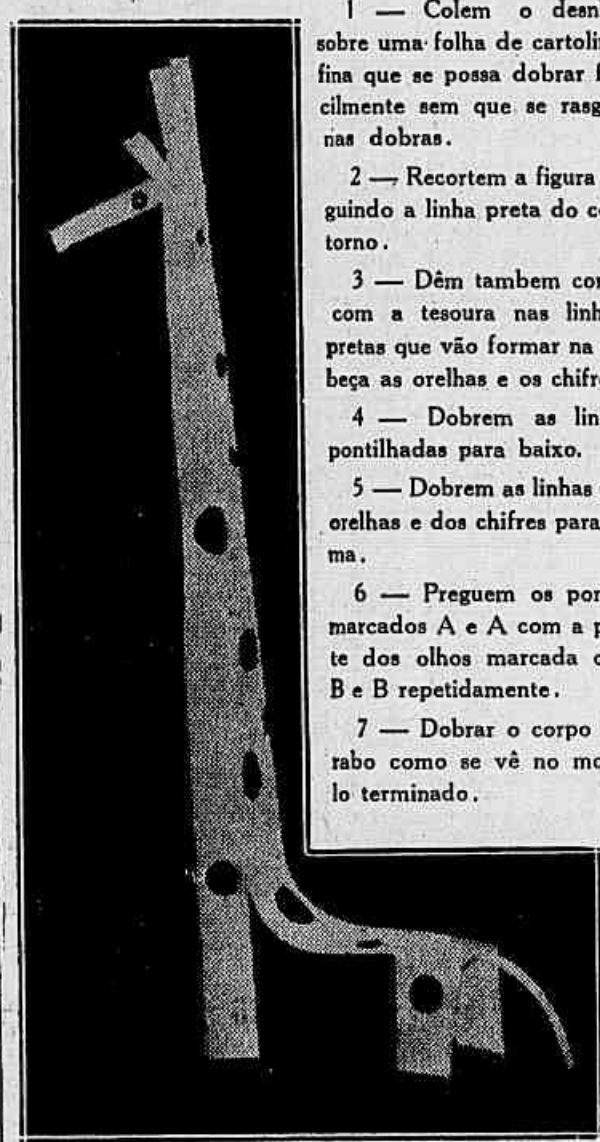 1 — Colem o desn
sobre uma folha de cartolin
fina que se possa dobrar f
cilmente sem que se rasg
nas dobras.
2 — Recortem a figura
guindo a linha preta do c
torno.
3 — Dêm tambem cor
com a tesoura nas linh
pretas que vão formar na
beça as orelhas e os chifr
4 — Dobrem as lin
pontilhadas para baixo.
5 — Dobrem as linhas
orelhas e dos chifres para
ma.
6 — Preguem os por
marcados A e A com a p
te dos olhos marcada c
B e B repetidamente.
7 — Dobrar o corpo
rabo como se vê no mo
lo terminado.